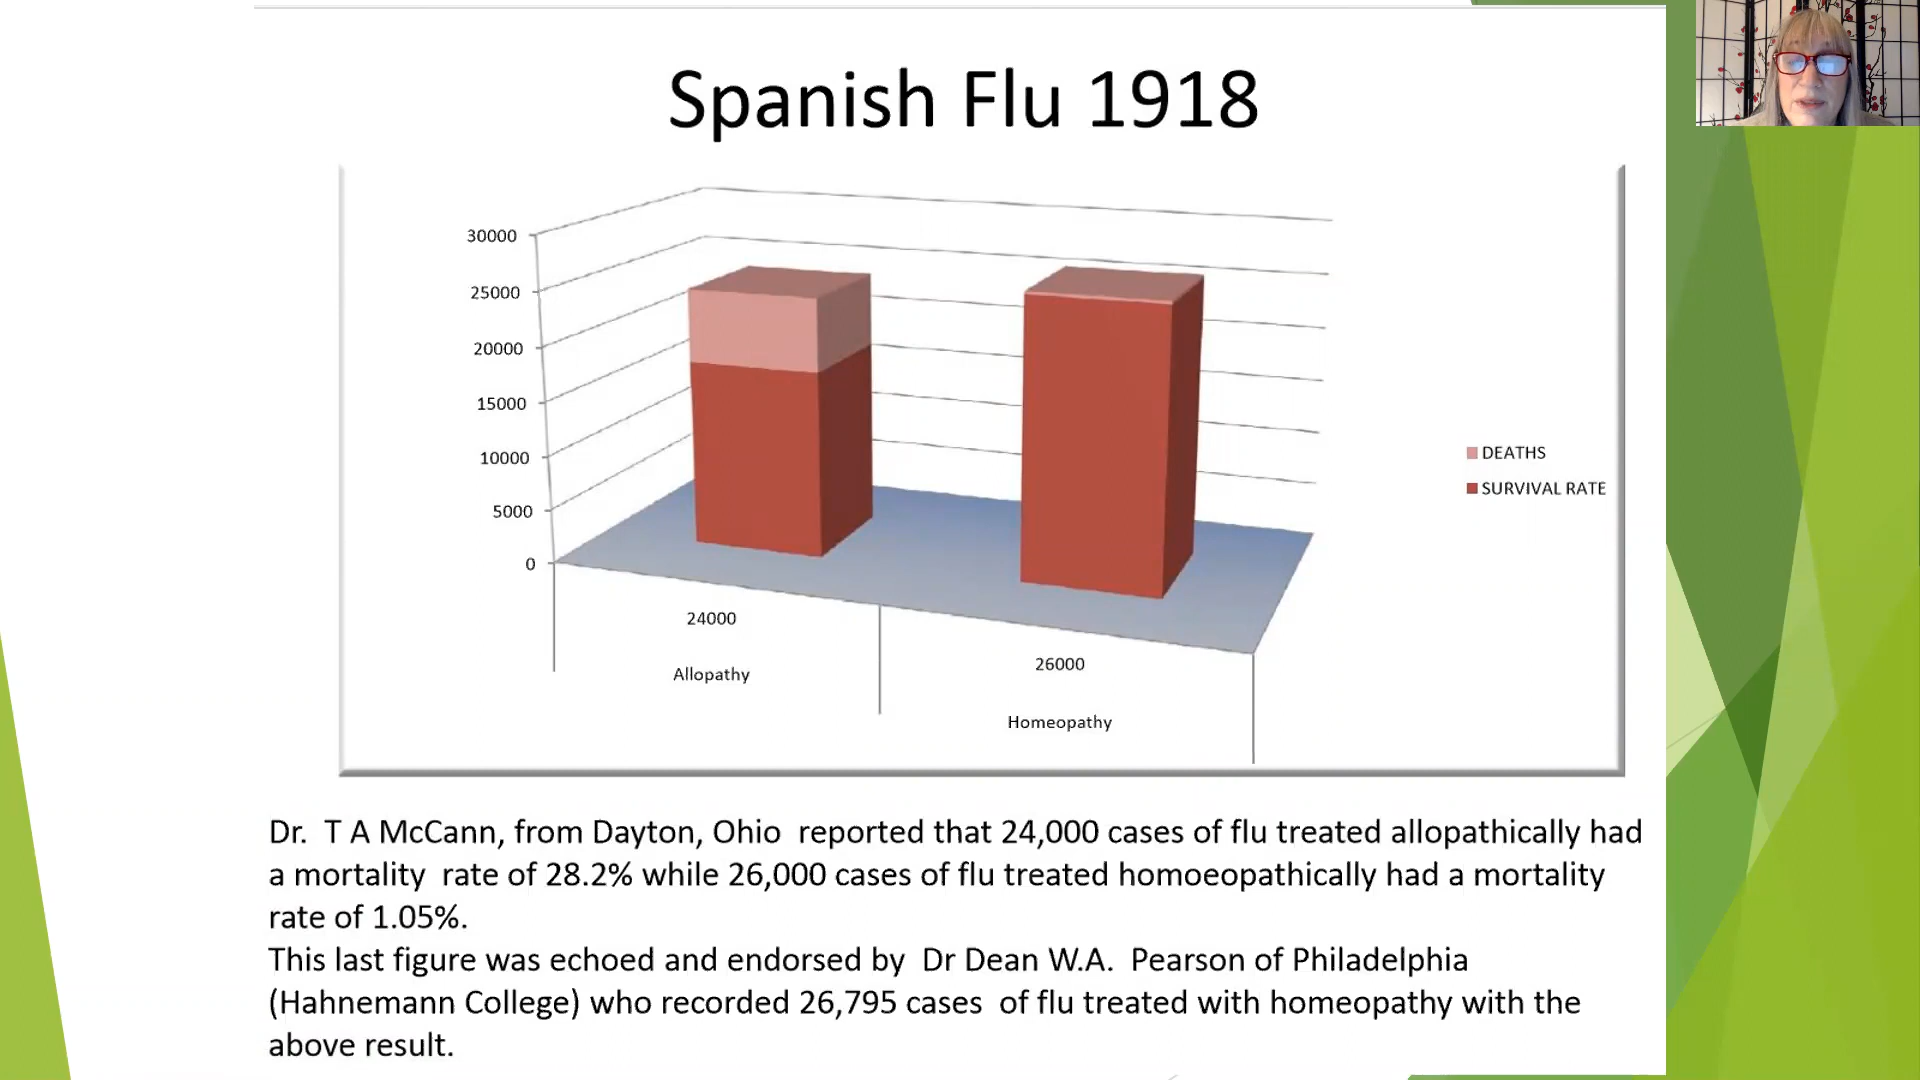 Spanish Flu 1918
30000
25000
20000
15000
10000
5000
0
24000
Allopathy
26000
Homeopathy
DEATHS
SURVIVAL RATE
Dr. T A McCann, from Dayton, Ohio reported that 24,000 cases of flu treated allopathically had
a mortality rate of 28.2% while 26,000 cases of flu treated homoeopathically had a mortality
rate of 1.05%.
This last figure was echoed and endorsed by Dr Dean W.A. Pearson of Philadelphia
(Hahnemann College) who recorded 26,795 cases of flu treated with homeopathy with the
above result.